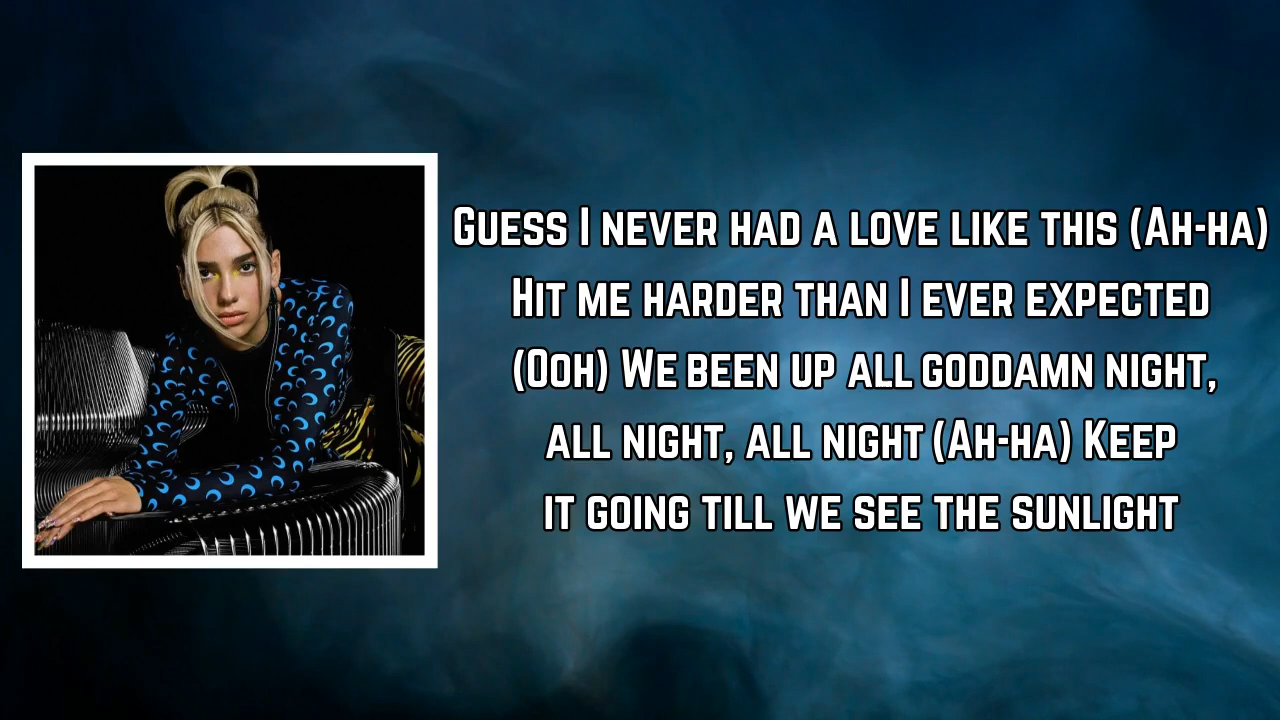 Guess I never had a love like this (Ah-ha)
Hit me harder than I ever expected
(Ooh) We been up all goddamn night,
all night, all night (Ah-ha) Keep
it going till we see the sunlight